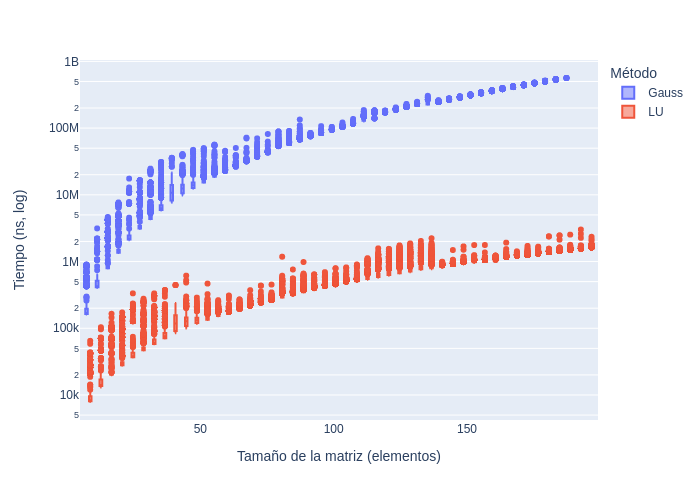 1B
5
2
100M
5
2
10M
5
2
1M
5
2
100k
5
2
10k
5
50
100
150
Tiempo (ns, log)
Tamaño de la matriz (elementos)
Método
Gauss
LU